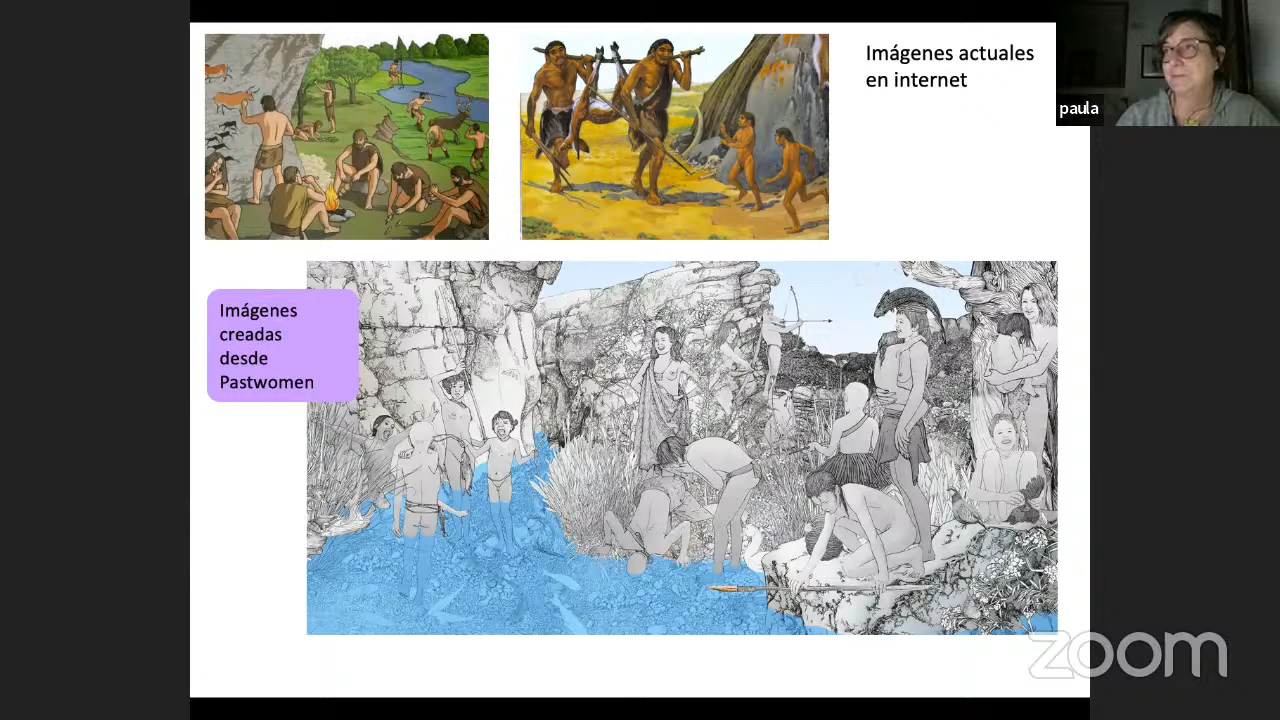 Imágenes actuales
en internet
paula
Imágenes
creadas
desde
Pastwomen
zoom